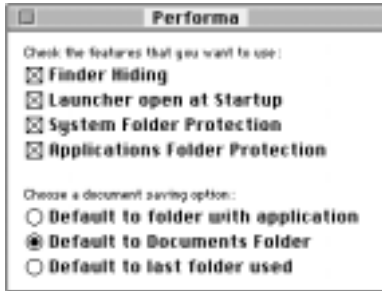 Performa
Check the features that you want to use:
Finder Hiding
Launcher open at Startup
System Folder Protection
Applications Folder Protection
Choose a document saving option:
Default to folder with application
Default to Documents Folder
Default to last folder used